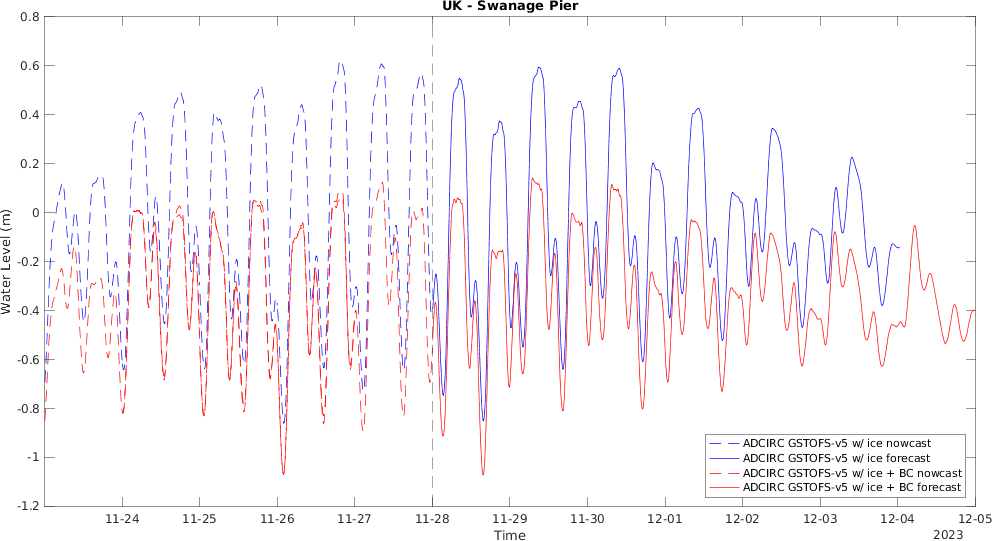 UK - Swanage Pier
Water Level (m)
0.8
0.6
0.4
0.2
0
-0.2
-0.4
-0.6
-0.8
-1
-1.2
ADCIRC GSTOFS-v5 w/ ice nowcast
ADCIRC GSTOFS-v5 w/ ice forecast
ADCIRC GSTOFS-v5 w/ ice + BC nowcast
ADCIRC GSTOFS-v5 w/ ice + BC forecast
11-24 11-25 11-26 11-27 11-28 11-29 11-30 12-01 12-02 12-03 12-04 12-05
Time 2023